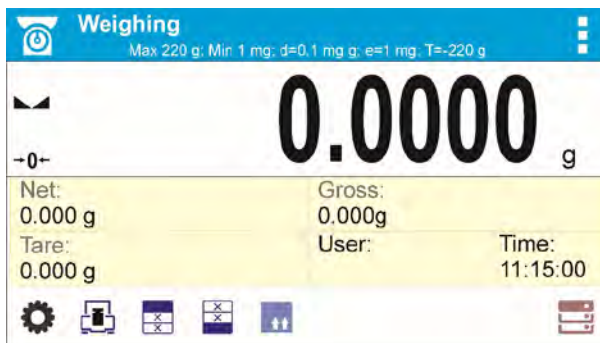 Weighing
Max 220 g: Min 1 mg: d=0.1 mg g: e=1 mg: T=-220 g
0.0000 g
→0←
Net: Gross:
0.000 g 0.000g
Tare: User: Time:
0.000 g 11:15:00